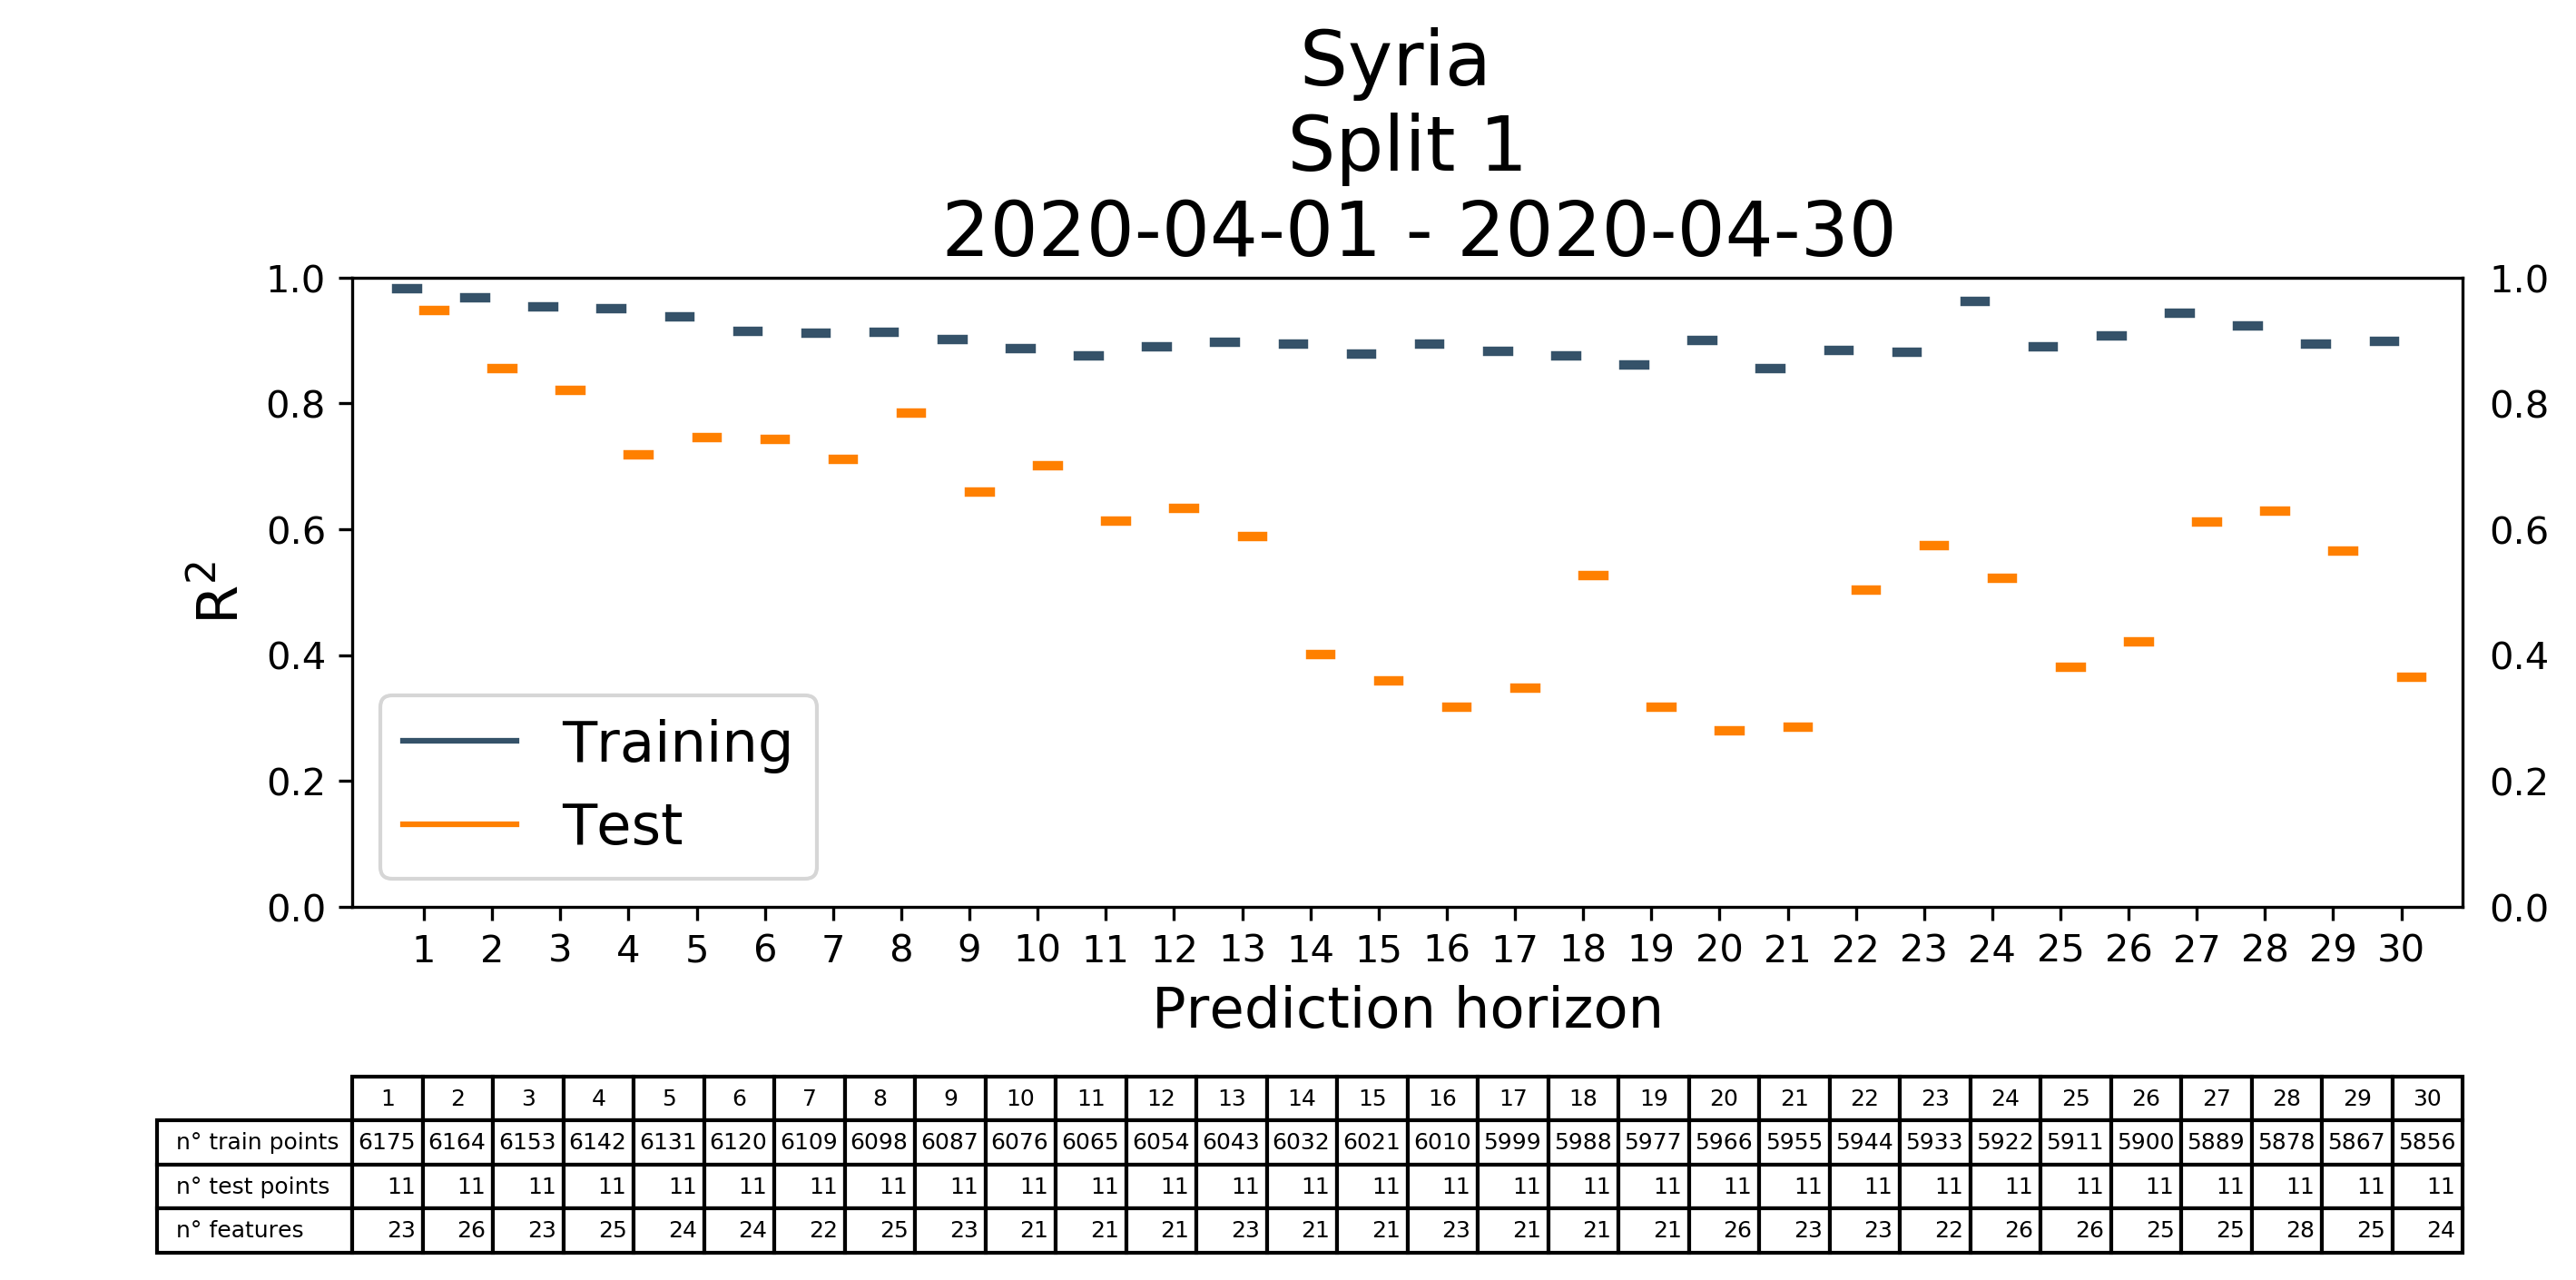 Syria
Split 1
2020-04-01 - 2020-04-30
1.0 1.0
0.8 0.8
0.6 0.6
0.4 0.4
0.2 0.2
0.0 0.0
R²
Training
Test
1 2 3 4 5 6 7 8 9 10 11 12 13 14 15 16 17 18 19 20 21 22 23 24 25 26 27 28 29 30
Prediction horizon
1 2 3 4 5 6 7 8 9 10 11 12 13 14 15 16 17 18 19 20 21 22 23 24 25 26 27 28 29 30
n° train points 6175 6164 6153 6142 6131 6120 6109 6098 6087 6076 6065 6054 6043 6032 6021 6010 5999 5988 5977 5966 5955 5944 5933 5922 5911 5900 5889 5878 5867 5856
n° test points 11 11 11 11 11 11 11 11 11 11 11 11 11 11 11 11 11 11 11 11 11 11 11 11 11 11 11 11 11 11
n° features 23 26 23 25 24 24 22 25 23 21 21 21 23 21 21 23 21 21 21 26 23 23 22 26 26 25 25 28 25 24